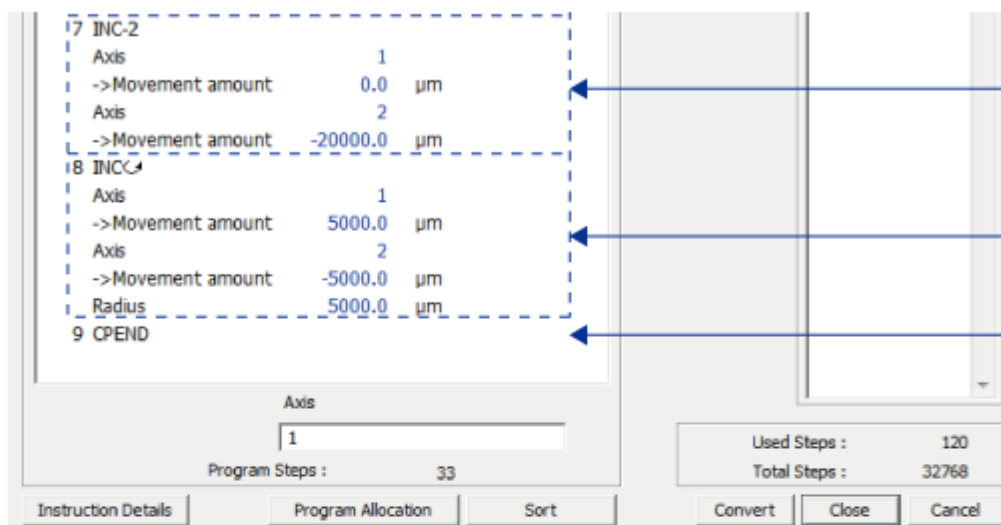 7 INC-2
Axis 1
->Movement amount 0.0 µm
Axis 2
->Movement amount -20000.0 µm
8 INC
Axis 1
->Movement amount 5000.0 µm
Axis 2
->Movement amount -5000.0 µm
Radius 5000.0 µm
9 CPEND
Axis
1
Program Steps : 33
Used Steps : 120
Total Steps : 32768
Instruction Details Program Allocation Sort Convert Close Cancel